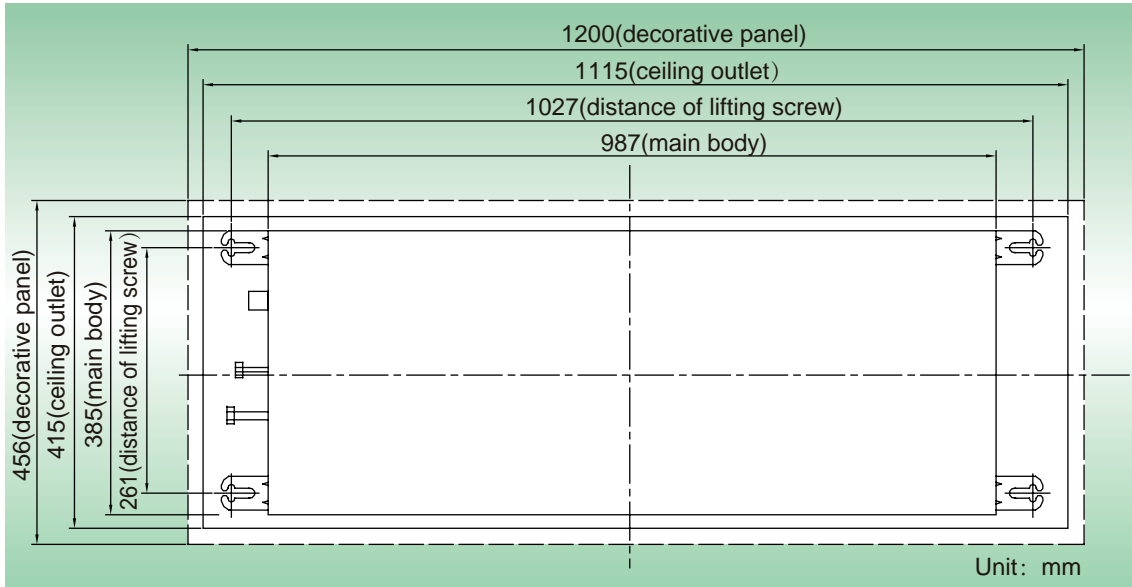 1200(decorative panel)
1115(ceiling outlet）
1027(distance of lifting screw)
987(main body)
456(decorative panel)
415(ceiling outlet)
385(main body)
261(distance of lifting screw)
Unit：mm